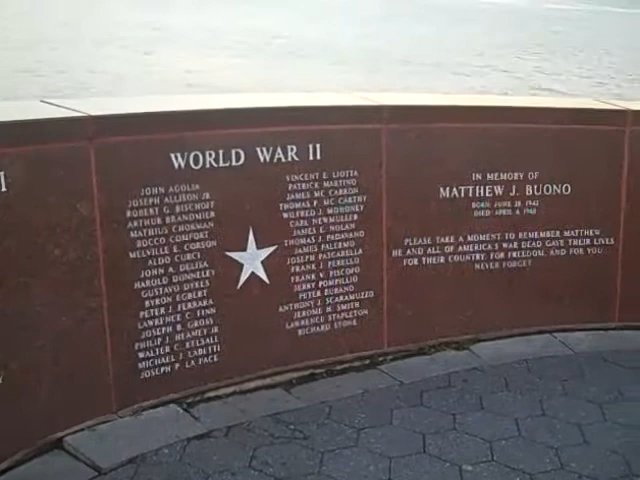 I
WORLD WAR II
JOHN AGOLIA
JOSEPH ALLISON JR
ROBERT G. BISCHOFF
ARTHUR BRANDMIER
MATHIUS CHOKMAN
ROCCO COMFORT
MELVILLE E. CORSON
ALDO CURCI
JOHN A. DELISA
HAROLD DONNELEY
GUSTAVO DYKES
BYRON EGBERT
PETER J. FERRARA
LAWRENCE C. FINN
JOSEPH B. GROSS
PHILIP J. HEANEY JR
WALTER C. KELSALL
MICHAEL J. LABETTI
JOSEPH P. LA PACE
VINCENT E. LIOTTA
PATRICK MARTINO
JAMES MC CARRON
THOMAS P. MC CARTHY
WILFRED J. MORONEY
CARL NEWMULLER
JAMES E. NOLAN
THOMAS J. PADAVANO
JAMES PALERMO
JOSEPH PASCARELLA
FRANK J. PERELLO
FRANK V. PISCOPO
JERRY POMPILLIO
PETER RUBANO
ANTHONY J. SCARAMUZZO
JEROME H. SMITH
LAWRENCE STAPLETON
RICHARD STONE
IN MEMORY OF
MATTHEW J. BUONO
BORN: JUNE 1942
DIED: APRIL 1968
PLEASE TAKE A MOMENT TO REMEMBER MATTHEW.
HE AND ALL OF AMERICA'S WAR DEAD GAVE THEIR LIVES
FOR THEIR COUNTRY, FOR FREEDOM, AND FOR YOU.
NEVER FORGET